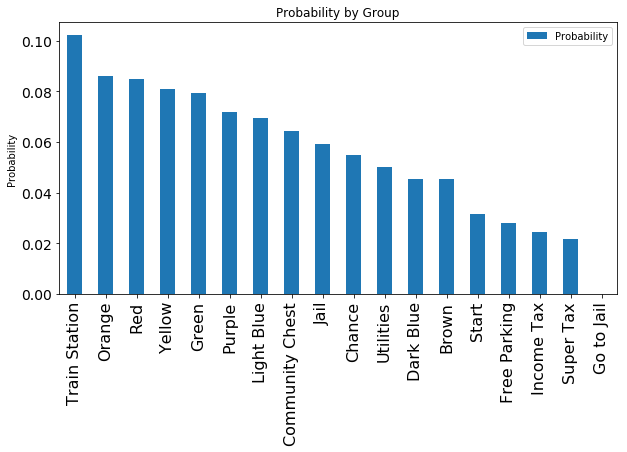 Probability by Group
Probability
0.10
0.08
0.06
0.04
0.02
0.00
Probability
Train Station
Orange
Red
Yellow
Green
Purple
Light Blue
Community Chest
Jail
Chance
Utilities
Dark Blue
Brown
Start
Free Parking
Income Tax
Super Tax
Go to Jail